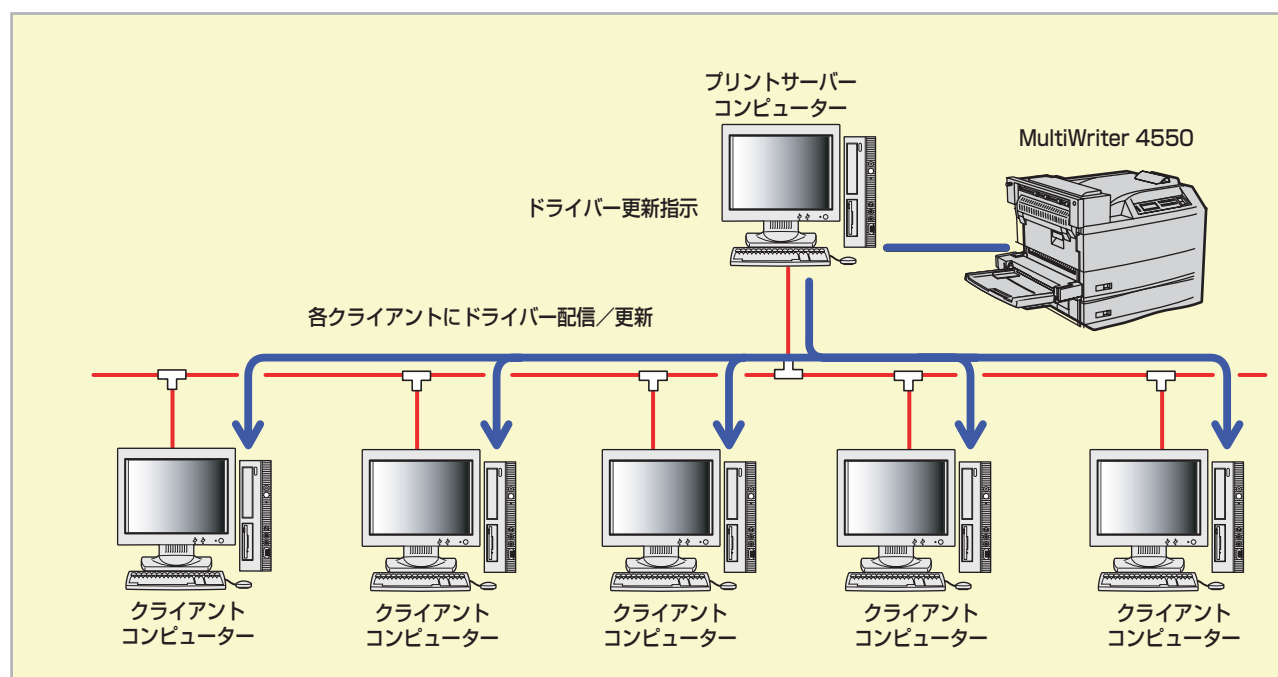 プリントサーバー
コンピューター
MultiWriter 4550
ドライバー更新指示
各クライアントにドライバー配信／更新
クライアント
コンピューター
クライアント
コンピューター
クライアント
コンピューター
クライアント
コンピューター
クライアント
コンピューター